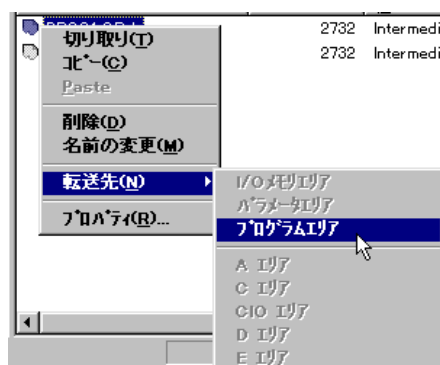 2732 Intermedi
2732 Intermedi
切り取り(T)
ｺﾋﾟｰ(C)
Paste
削除(D)
名前の変更(M)
転送先(N)
ﾌﾟﾛﾊﾟﾃｨ(R)...
I/Oﾒﾓﾘｴﾘｱ
ﾊﾟﾗﾒｰﾀｴﾘｱ
ﾌﾟﾛｸﾞﾗﾑｴﾘｱ
A ｴﾘｱ
C ｴﾘｱ
CIO ｴﾘｱ
D ｴﾘｱ
E ｴﾘｱ